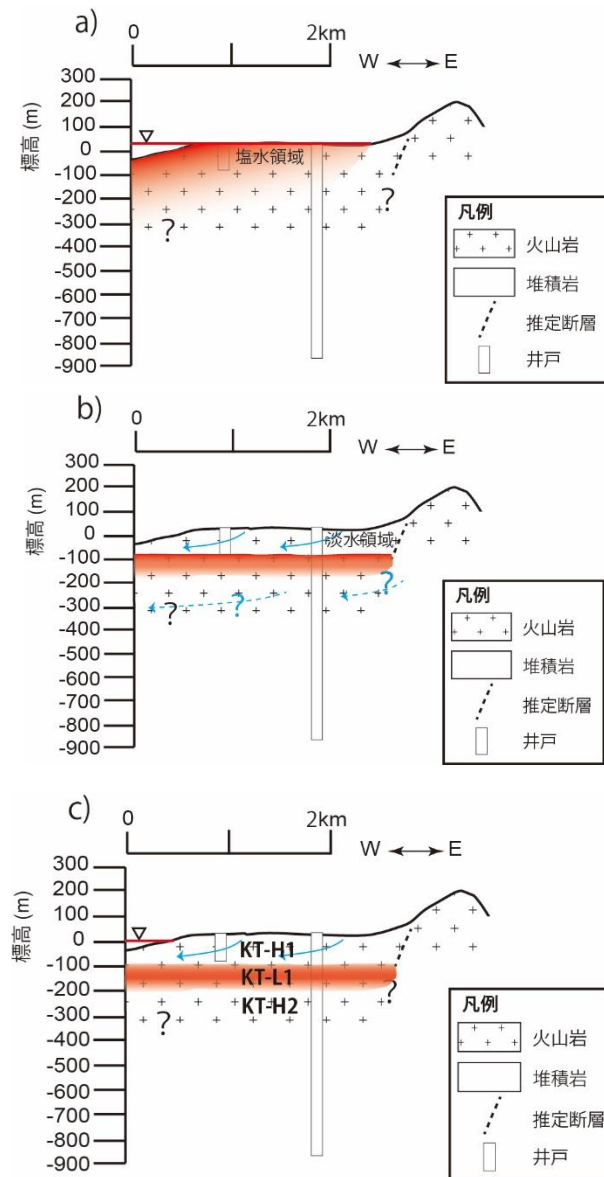 a)
0
2km
W
E
標高 (m)
300
200
100
0
-100
-200
-300
-400
-500
-600
-700
-800
-900
塩水領域
?
?
凡例
火山岩
堆積岩
推定断層
井戸
b)
0
2km
W
E
標高 (m)
300
200
100
0
-100
-200
-300
-400
-500
-600
-700
-800
-900
淡水領域
?
?
?
凡例
火山岩
堆積岩
推定断層
井戸
c)
0
2km
W
E
標高 (m)
300
200
100
0
-100
-200
-300
-400
-500
-600
-700
-800
-900
KT-H1
KT-L1
KT-H2
?
?
凡例
火山岩
堆積岩
推定断層
井戸